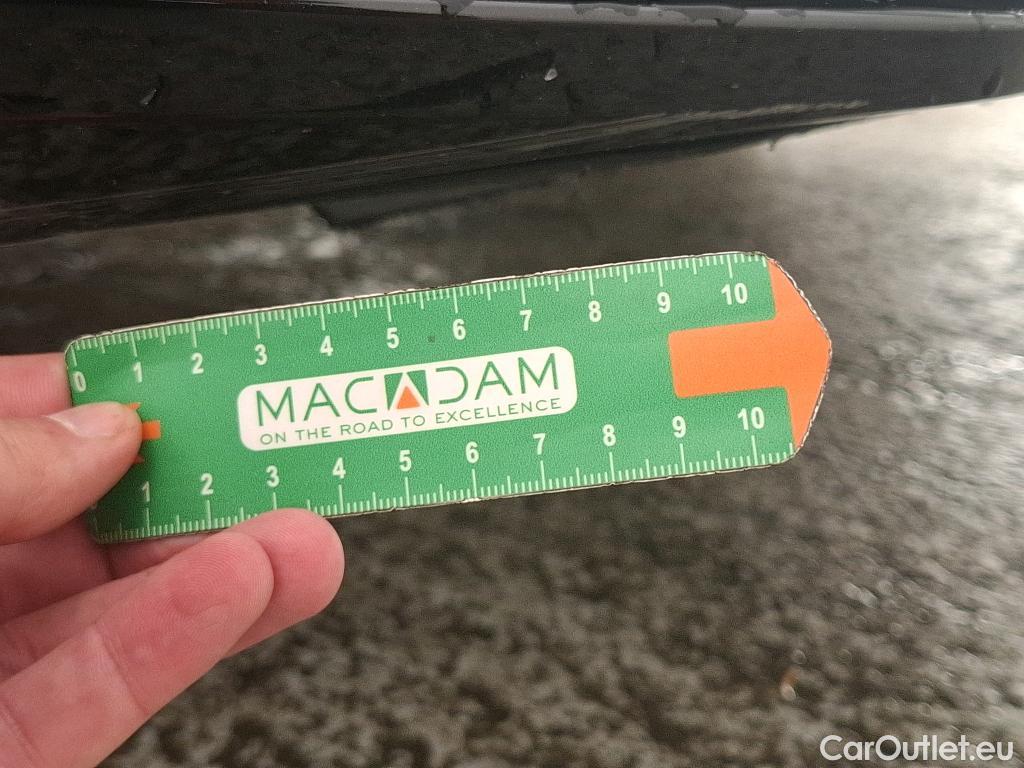 0 1 2 3 4 5 6 7 8 9 10
MACADAM
ON THE ROAD TO EXCELLENCE
1 2 3 4 5 6 7 8 9 10
CarOutlet.eu